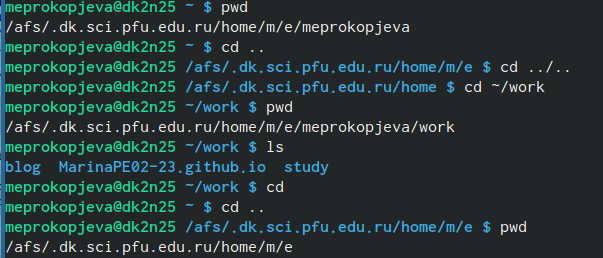 meprokopjeva@dk2n25 ~ $ pwd
/afs/.dk.sci.pfu.edu.ru/home/m/e/meprokopjeva
meprokopjeva@dk2n25 ~ $ cd ..
meprokopjeva@dk2n25 /afs/.dk.sci.pfu.edu.ru/home/m/e $ cd ../..
meprokopjeva@dk2n25 /afs/.dk.sci.pfu.edu.ru/home $ cd ~/work
meprokopjeva@dk2n25 ~/work $ pwd
/afs/.dk.sci.pfu.edu.ru/home/m/e/meprokopjeva/work
meprokopjeva@dk2n25 ~/work $ ls
blog  MarinaPE02-23.github.io  study
meprokopjeva@dk2n25 ~/work $ cd
meprokopjeva@dk2n25 ~ $ cd ..
meprokopjeva@dk2n25 /afs/.dk.sci.pfu.edu.ru/home/m/e $ pwd
/afs/.dk.sci.pfu.edu.ru/home/m/e